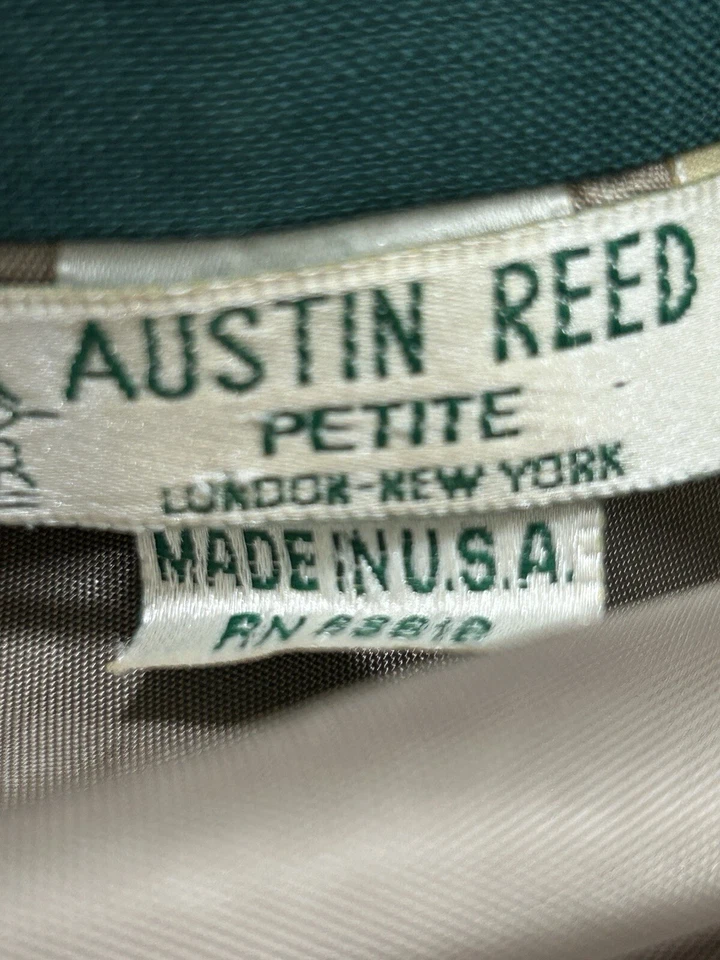 AUSTIN REED
PETITE
LONDON-NEW YORK
MADE IN U.S.A.
RN